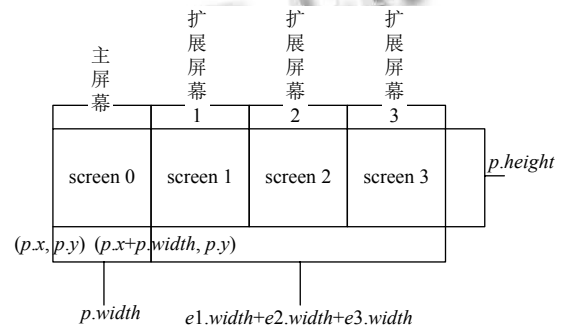 主屏幕
扩展屏幕1
扩展屏幕2
扩展屏幕3
screen 0
screen 1
screen 2
screen 3
p.height
(p.x, p.y)
(p.x+p.width, p.y)
p.width
e1.width+e2.width+e3.width